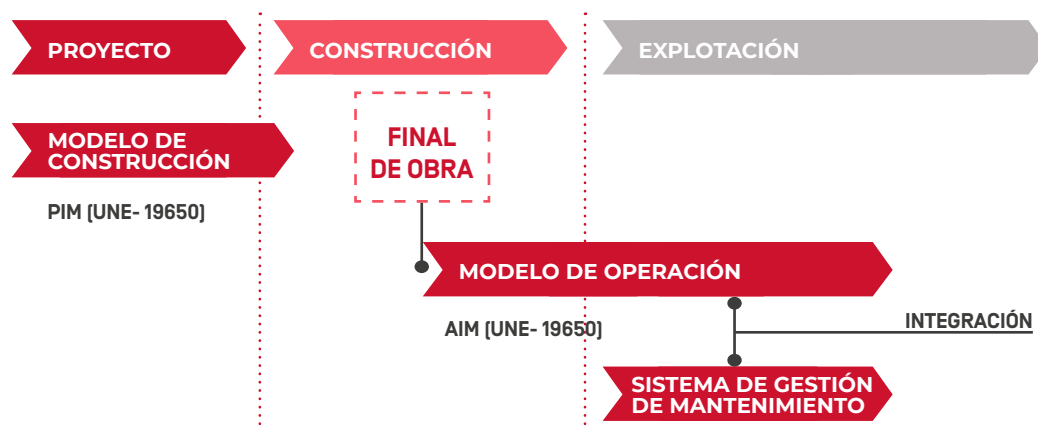 PROYECTO
CONSTRUCCIÓN
EXPLOTACIÓN
MODELO DE
CONSTRUCCIÓN
FINAL
DE OBRA
PIM (UNE- 19650)
MODELO DE OPERACIÓN
AIM (UNE- 19650)
INTEGRACIÓN
SISTEMA DE GESTIÓN
DE MANTENIMIENTO